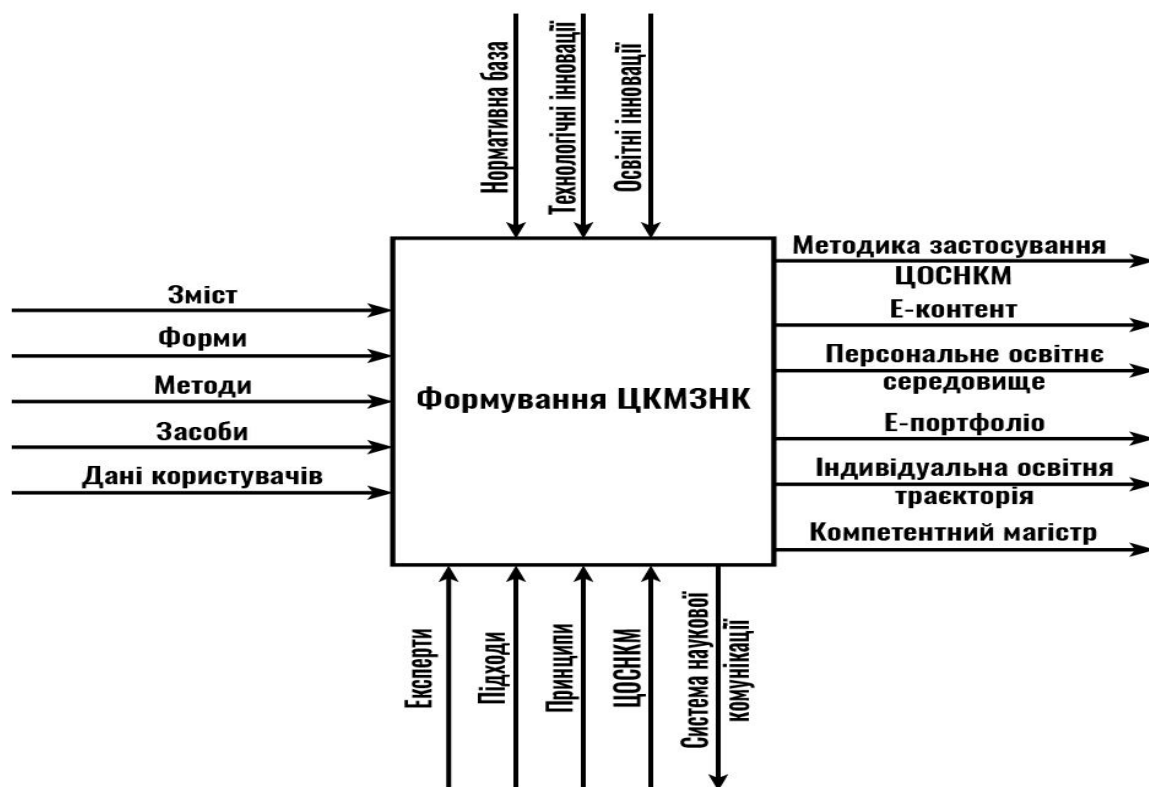 Нормативна база
Технологічні інновації
Освітні інновації
Зміст
Форми
Методи
Засоби
Дані користувачів
Формування ЦКМЗНК
Методика застосування
ЦОСНКМ
Е-контент
Персональне освітнє
середовище
Е-портфоліо
Індивідуальна освітня
траєкторія
Компетентний магістр
Експерти
Підходи
Принципи
ЦОСНКМ
Система наукової
комунікації